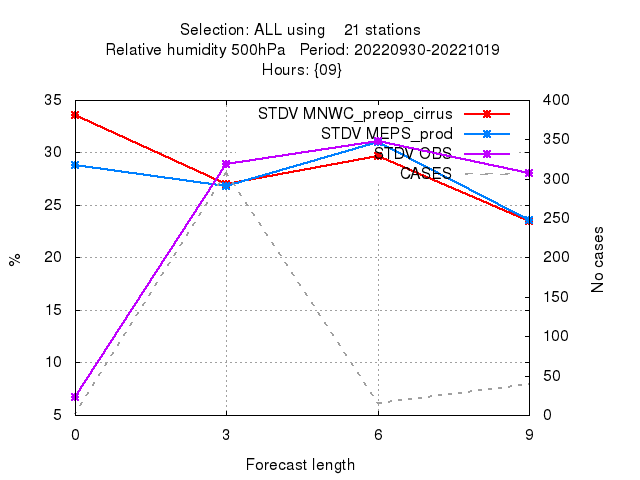 Selection: ALL using 21 stations
Relative humidity 500hPa Period: 20220930-20221019
Hours: {09}
35 400
STDV MNWC_preop_cirrus
STDV MEPS_prod
350
30
STDV OBS
CASES
300
25 250
20 200
% No cases
15 150
100
10
50
5 0
0 3 6 9
Forecast length